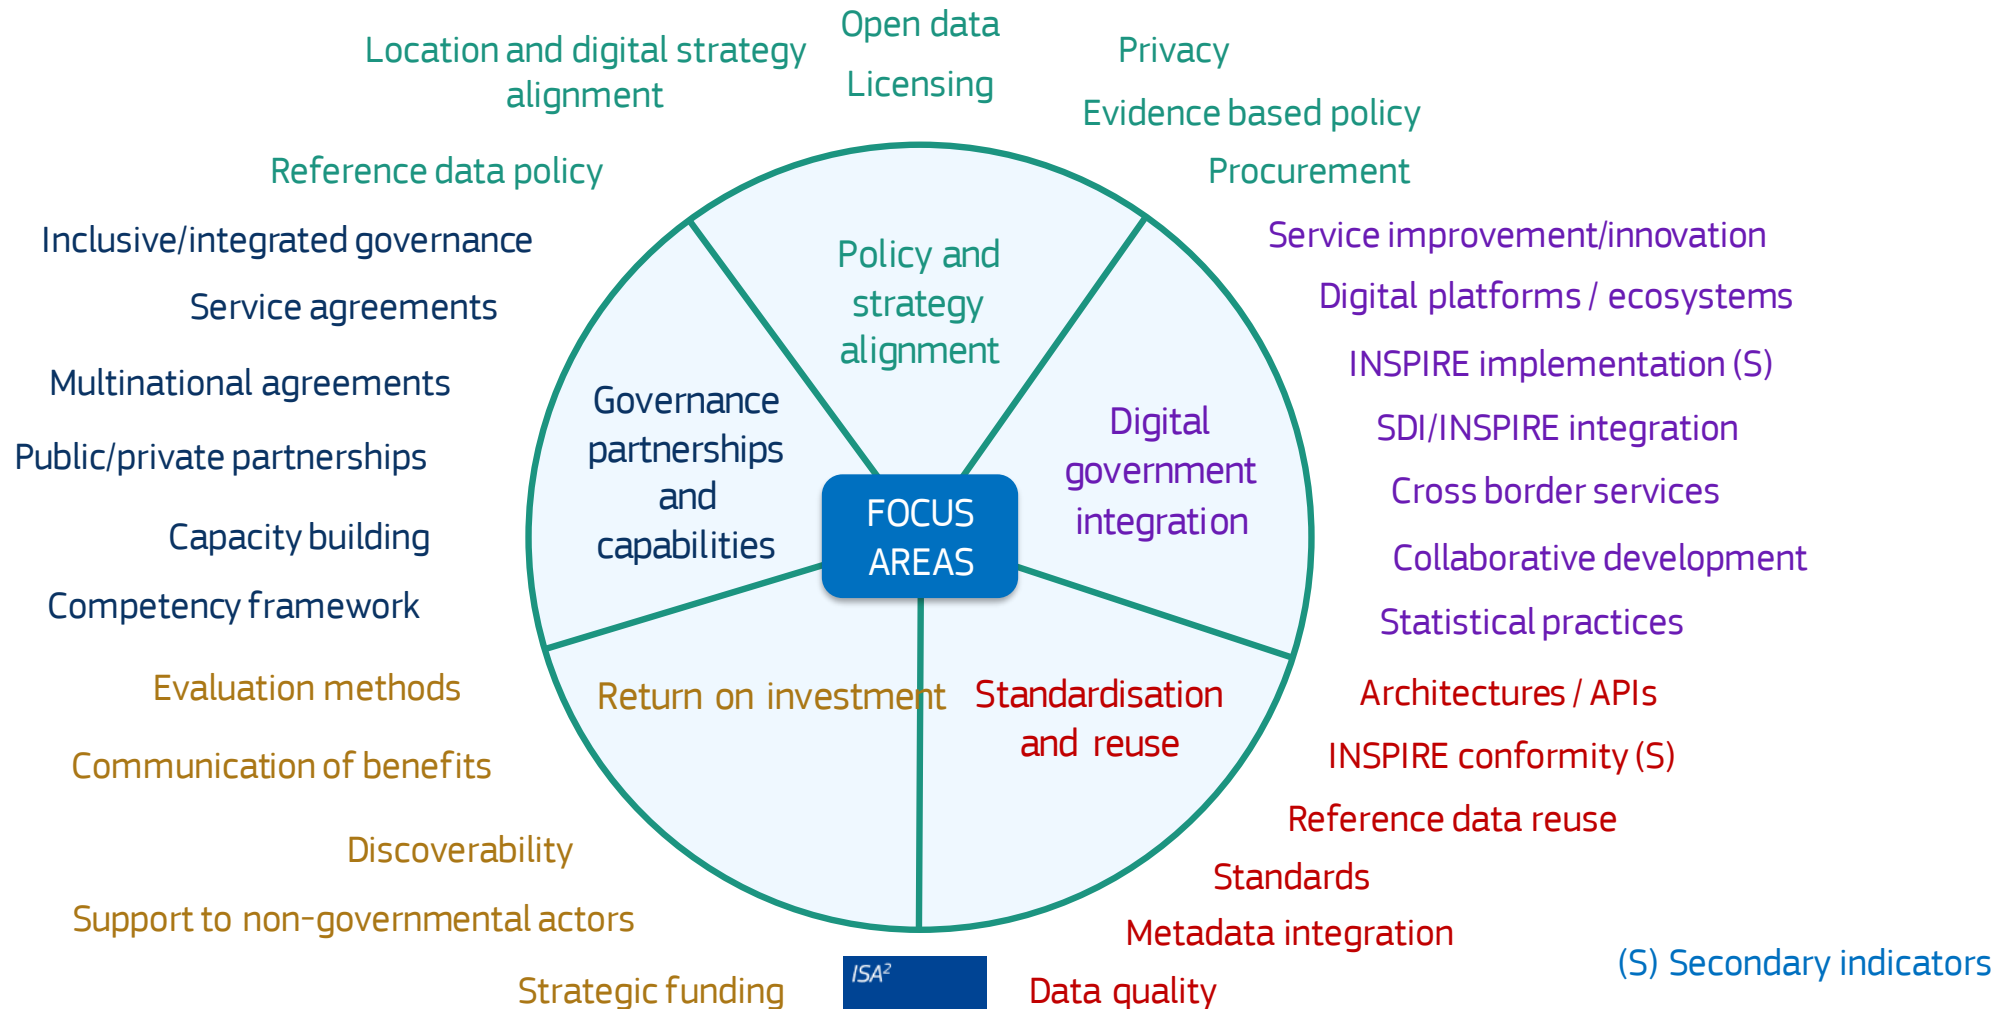 Open data
Location and digital strategy
alignment
Licensing
Privacy
Evidence based policy
Reference data policy
Procurement
Inclusive/integrated governance
Service agreements
Multinational agreements
Public/private partnerships
Capacity building
Competency framework
Evaluation methods
Communication of benefits
Discoverability
Support to non-governmental actors
Strategic funding
Policy and
strategy
alignment
Governance
partnerships
and
capabilities
FOCUS
AREAS
Digital
government
integration
Return on investment
Standardisation
and reuse
Service improvement/innovation
Digital platforms / ecosystems
INSPIRE implementation (S)
SDI/INSPIRE integration
Cross border services
Collaborative development
Statistical practices
Architectures / APIs
INSPIRE conformity (S)
Reference data reuse
Standards
Metadata integration
Data quality
ISA²
(S) Secondary indicators